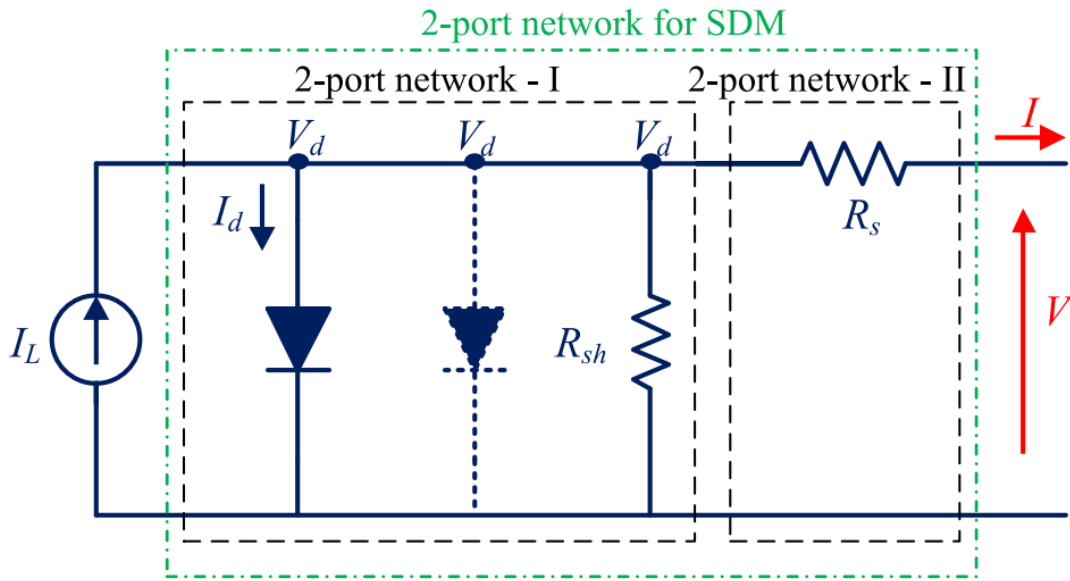 2-port network for SDM
2-port network - I
2-port network - II
V_d
V_d
V_d
I
I_d
R_s
I_L
R_sh
V